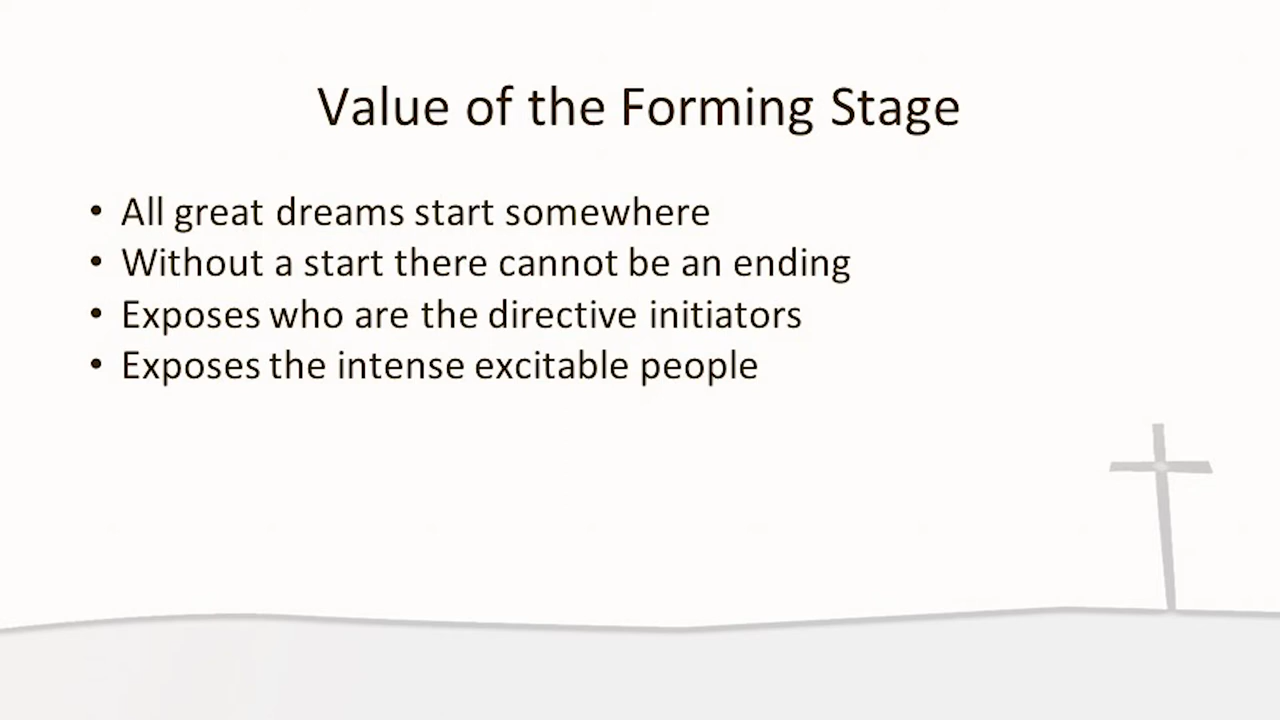 Value of the Forming Stage
• All great dreams start somewhere
• Without a start there cannot be an ending
• Exposes who are the directive initiators
• Exposes the intense excitable people